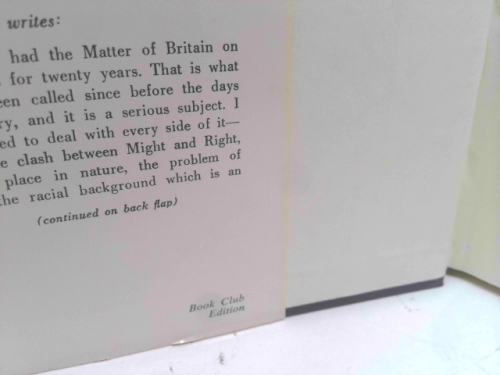 writes:
had the Matter of Britain on
for twenty years. That is what
been called since before the days
ry, and it is a serious subject. I
ed to deal with every side of it—
e clash between Might and Right,
place in nature, the problem of
the racial background which is an
(continued on back flap)
Book Club
Edition